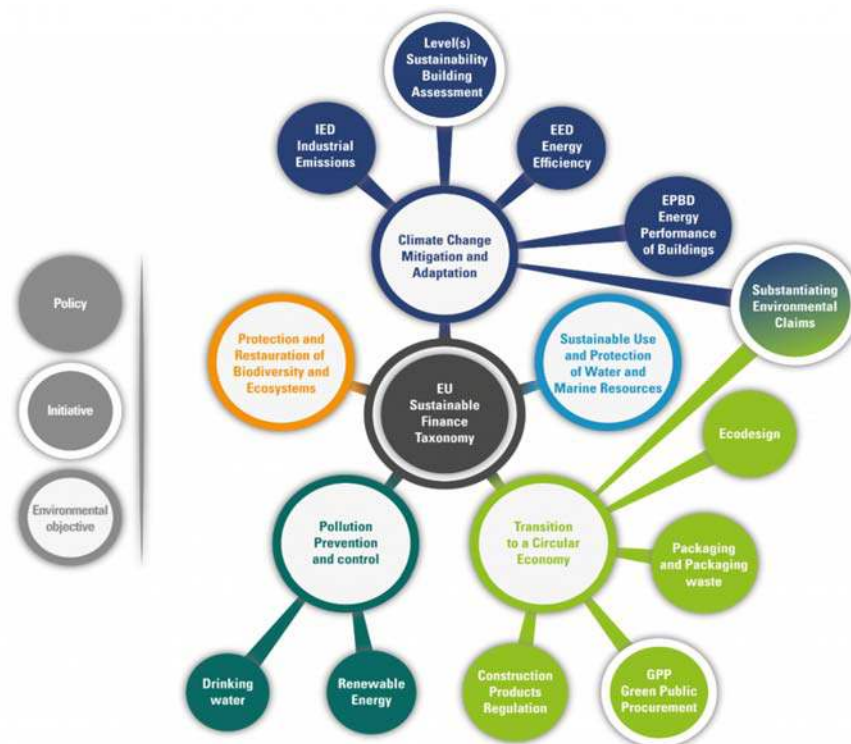 Level(s)
Sustainability
Building
Assessment
IED
Industrial
Emissions
EED
Energy
Efficiency
EPBD
Energy
Performance
of Buildings
Climate Change
Mitigation and
Adaptation
Substantiating
Environmental
Claims
Policy
Initiative
Environmental
objective
Protection and
Restauration of
Biodiversity and
Ecosystems
Sustainable Use
and Protection
of Water and
Marine Resources
EU
Sustainable
Finance
Taxonomy
Ecodesign
Pollution
Prevention
and control
Transition
to a Circular
Economy
Packaging
and Packaging
waste
Drinking
water
Renewable
Energy
Construction
Products
Regulation
GPP
Green Public
Procurement